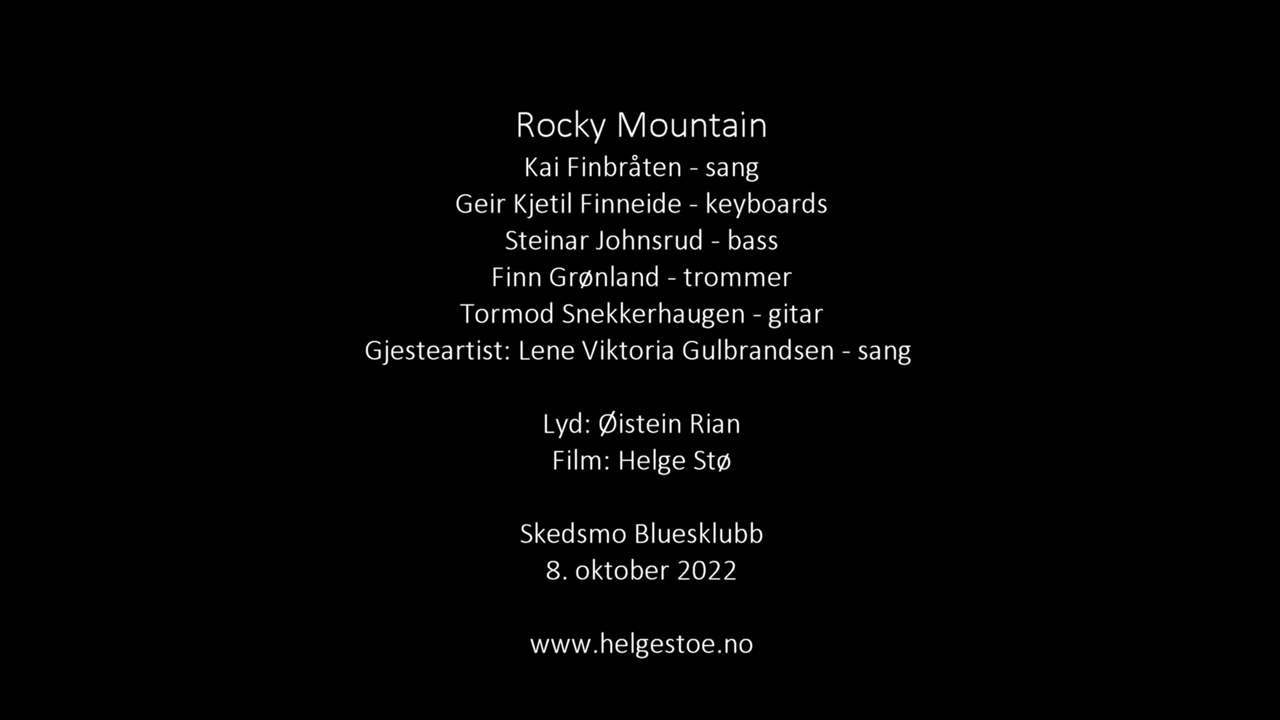 Rocky Mountain
Kai Finbråten - sang
Geir Kjetil Finneide - keyboards
Steinar Johnsrud - bass
Finn Grønland - trommer
Tormod Snekkerhaugen - gitar
Gjesteartist: Lene Viktoria Gulbrandsen - sang
Lyd: Øistein Rian
Film: Helge Stø
Skedsmo Bluesklubb
8. oktober 2022
www.helgestoe.no